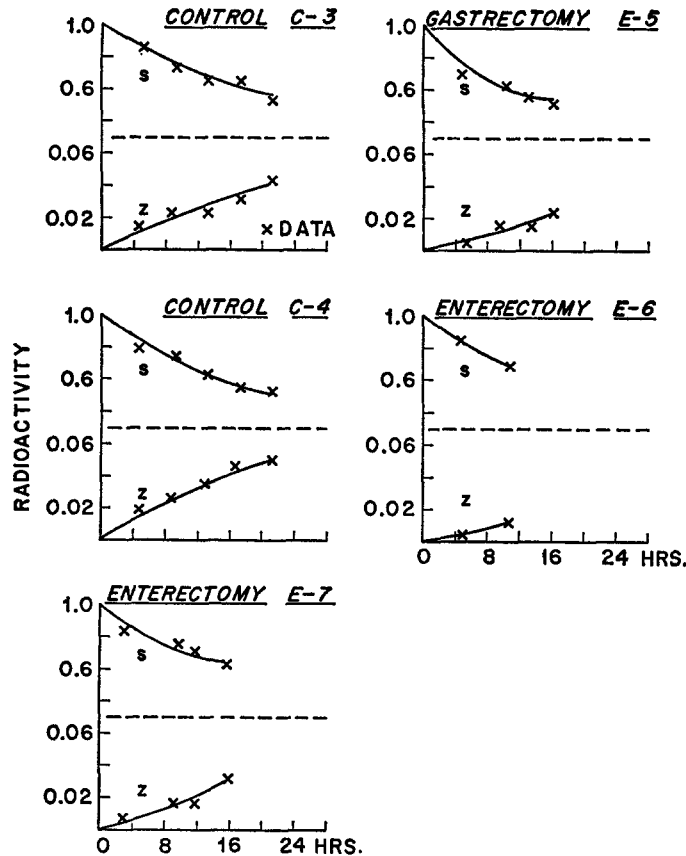 CONTROL C-3
1.0
S
0.6
0.06
Z
0.02
× DATA
GASTRECTOMY E-5
1.0
S
0.6
0.06
Z
0.02
CONTROL C-4
1.0
S
0.6
0.06
Z
0.02
RADIOACTIVITY
ENTERECTOMY E-6
1.0
S
0.6
0.06
Z
0.02
0 8 16 24 HRS.
ENTERECTOMY E-7
1.0
S
0.6
0.06
Z
0.02
0 8 16 24 HRS.